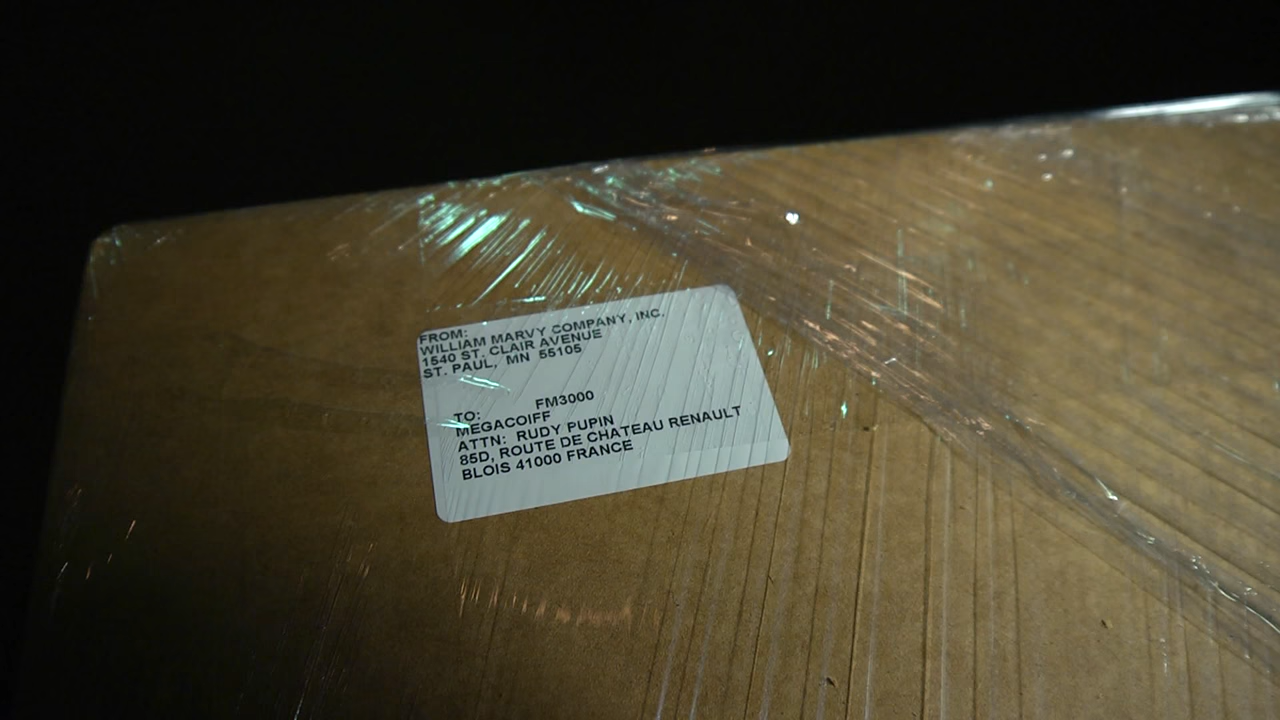 FROM:
WILLIAM MARVY COMPANY, INC.
1540 ST. CLAIR AVENUE
ST. PAUL, MN 55105
FM3000
TO:
MEGACOIFF
ATTN: RUDY PUPIN
85D, ROUTE DE CHATEAU RENAULT
BLOIS 41000 FRANCE